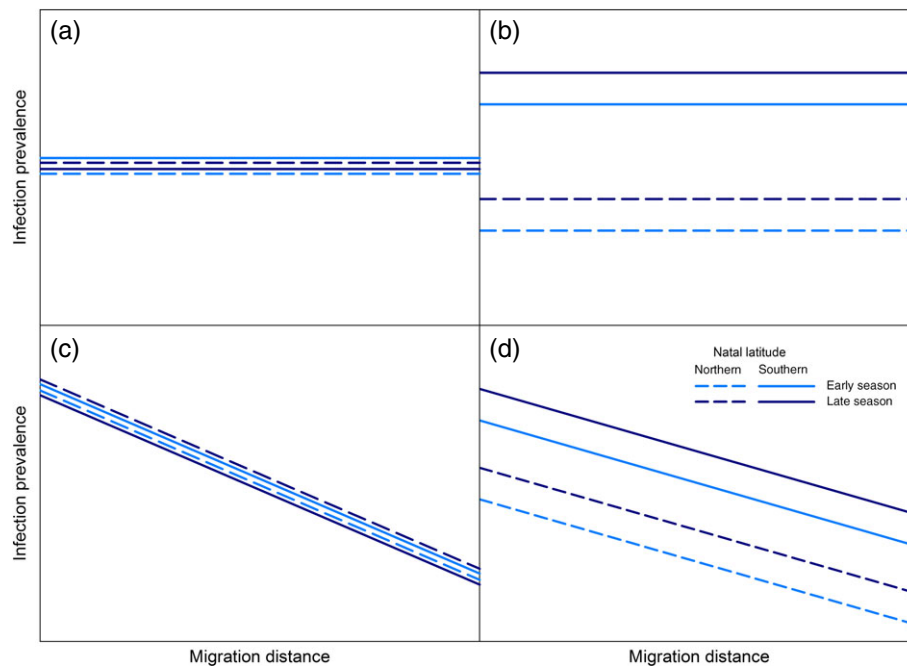 (a)
(b)
Infection prevalence
(c)
(d)
Natal latitude
Northern Southern
Early season
Late season
Infection prevalence
Migration distance
Migration distance